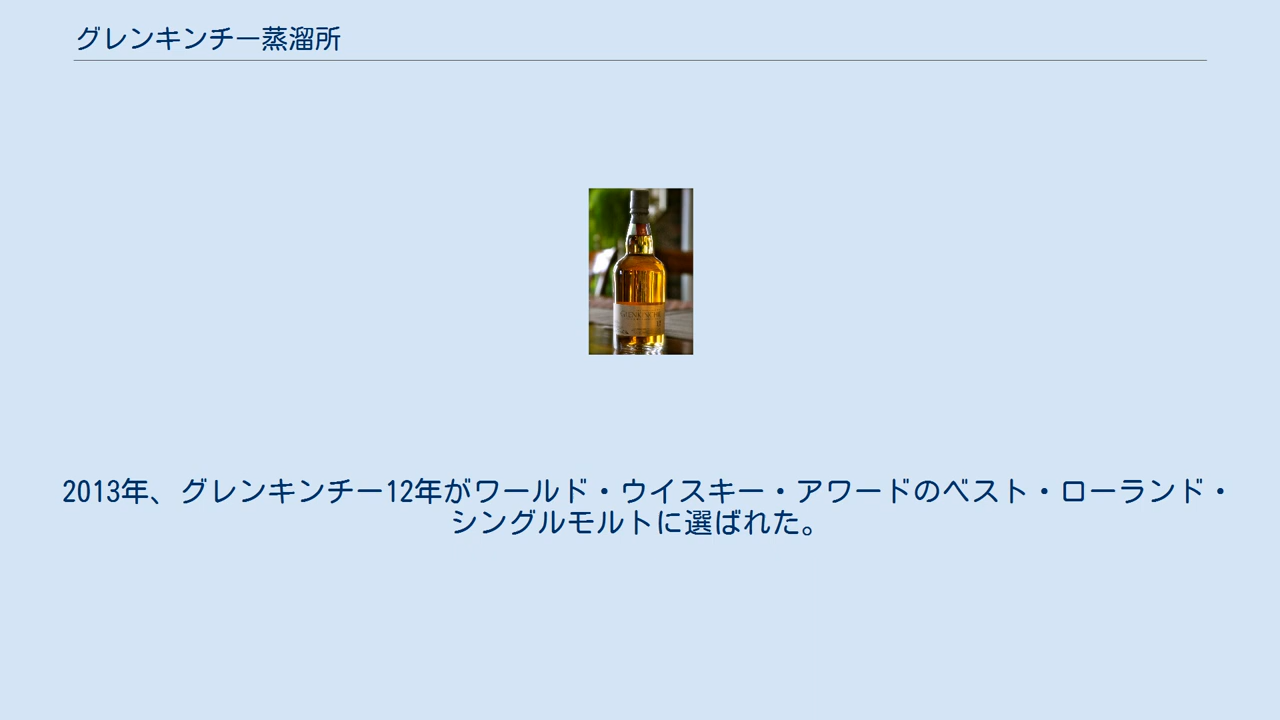 グレンキンチー蒸溜所
2013年、グレンキンチー12年がワールド・ウイスキー・アワードのベスト・ローランド・
シングルモルトに選ばれた。